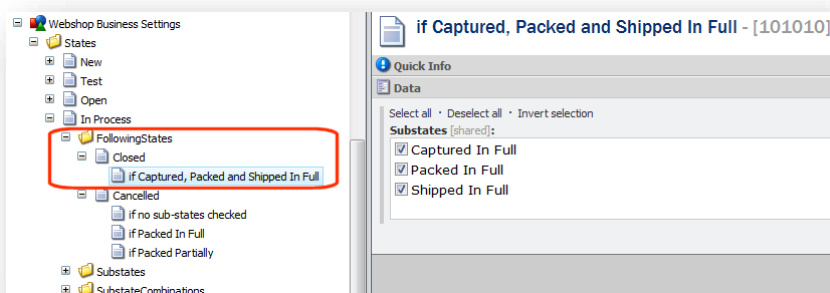 Webshop Business Settings
States
New
Test
Open
In Process
FollowingStates
Closed
if Captured, Packed and Shipped In Full
Cancelled
if no sub-states checked
if Packed In Full
if Packed Partially
Substates
SubstateCombinations
if Captured, Packed and Shipped In Full - [101010]
Quick Info
Data
Select all · Deselect all · Invert selection
Substates [shared]:
Captured In Full
Packed In Full
Shipped In Full